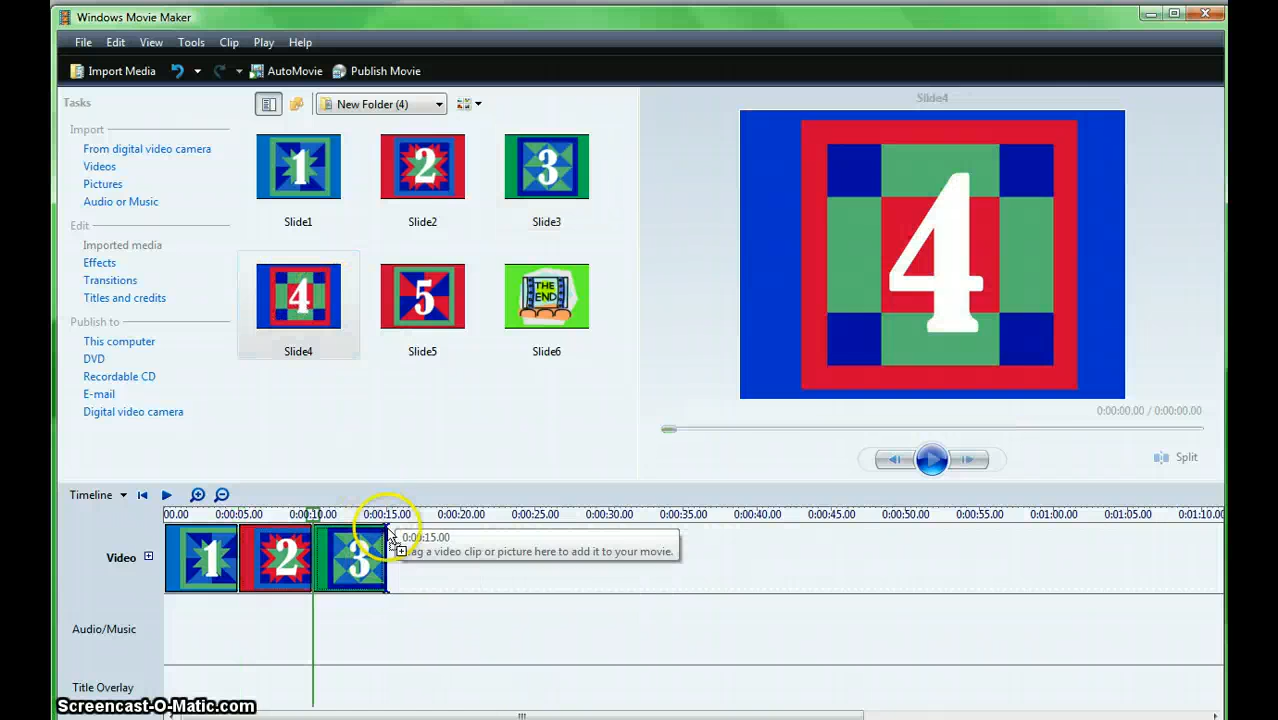 Windows Movie Maker
File Edit View Tools Clip Play Help
Import Media AutoMovie Publish Movie
Tasks
Import
From digital video camera
Videos
Pictures
Audio or Music
Edit
Imported media
Effects
Transitions
Titles and credits
Publish to
This computer
DVD
Recordable CD
E-mail
Digital video camera
New Folder (4)
1 2 3
Slide1 Slide2 Slide3
4 5 THE END
Slide4 Slide5 Slide6
Slide4
4
0:00:00.00 / 0:00:00.00
Split
Timeline
00.00 0:00:05.00 0:00:10.00 0:00:15.00 0:00:20.00 0:00:25.00 0:00:30.00 0:00:35.00 0:00:40.00 0:00:45.00 0:00:50.00 0:00:55.00 0:01:00.00 0:01:05.00 0:01:10.0
Video
1 2 3
0:00:15.00
ag a video clip or picture here to add it to your movie.
Audio/Music
Title Overlay
Screencast-O-Matic.com